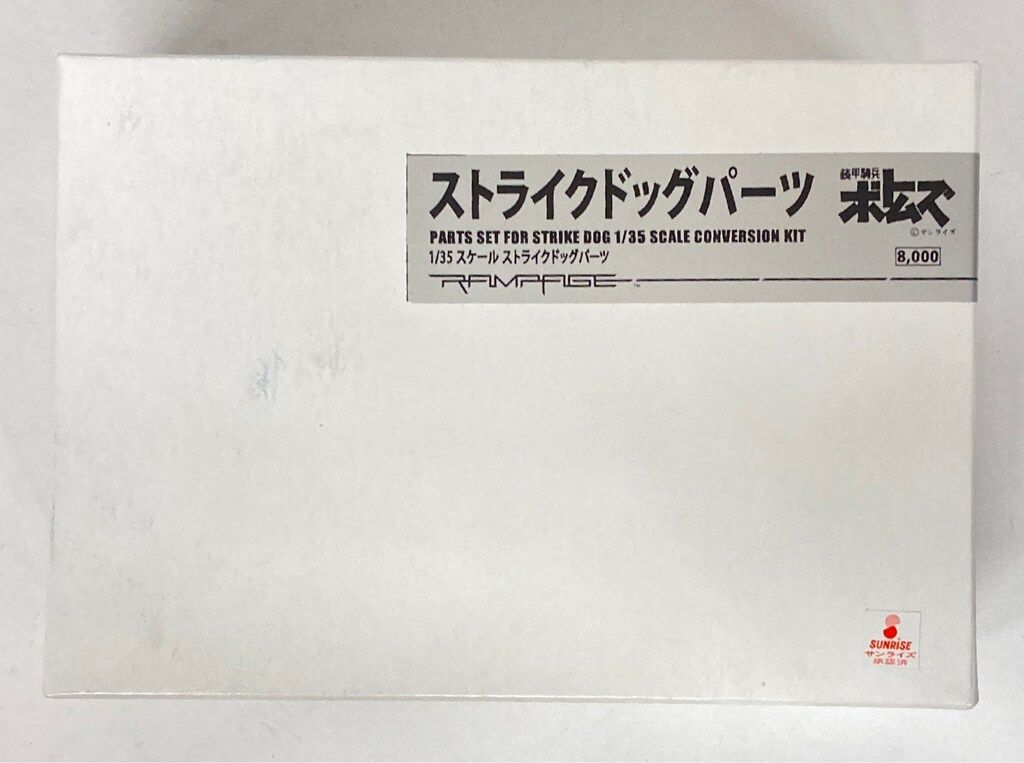 ストライクドッグパーツ
PARTS SET FOR STRIKE DOG 1/35 SCALE CONVERSION KIT
1/35 スケール ストライクドッグパーツ
RAMPAGE™
装甲騎兵
ボトムズ
©サンライズ
8,000
SUNRISE
サンライズ
承認済